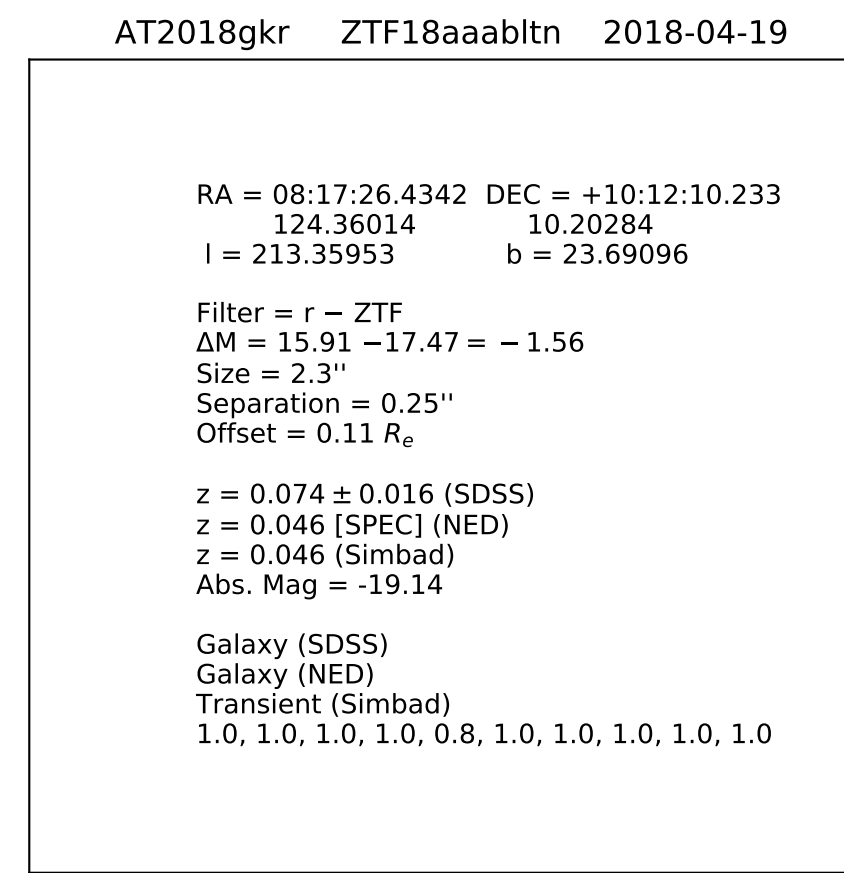 AT2018gkr ZTF18aaabltn 2018-04-19
RA = 08:17:26.4342 DEC = +10:12:10.233
124.36014 10.20284
l = 213.35953 b = 23.69096
Filter = r − ZTF
ΔM = 15.91 −17.47 = − 1.56
Size = 2.3''
Separation = 0.25''
Offset = 0.11 Rₑ
z = 0.074 ± 0.016 (SDSS)
z = 0.046 [SPEC] (NED)
z = 0.046 (Simbad)
Abs. Mag = -19.14
Galaxy (SDSS)
Galaxy (NED)
Transient (Simbad)
1.0, 1.0, 1.0, 1.0, 0.8, 1.0, 1.0, 1.0, 1.0, 1.0